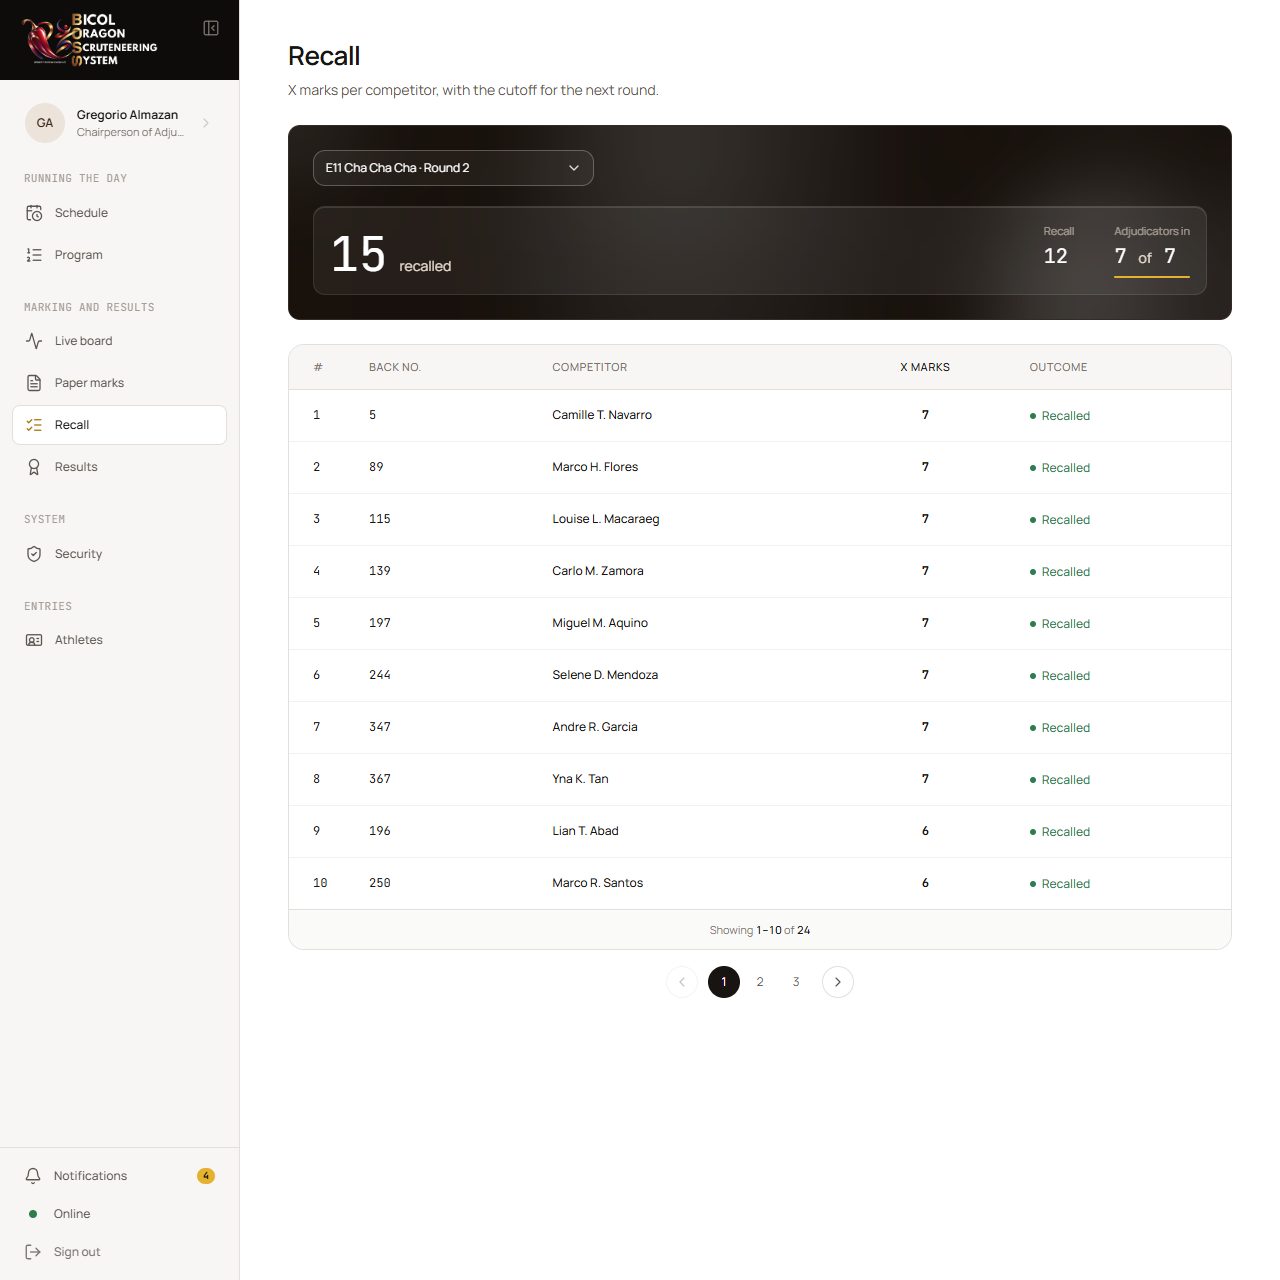 BICOL
DRAGON
SCRUTENEERING
SYSTEM
GA
Gregorio Almazan
Chairperson of Adju...
RUNNING THE DAY
Schedule
Program
MARKING AND RESULTS
Live board
Paper marks
Recall
Results
SYSTEM
Security
ENTRIES
Athletes
Notifications 4
Online
Sign out
Recall
X marks per competitor, with the cutoff for the next round.
E11 Cha Cha Cha · Round 2
15 recalled
Recall
12
Adjudicators in
7 of 7
# BACK NO. COMPETITOR X MARKS OUTCOME
1 5 Camille T. Navarro 7 Recalled
2 89 Marco H. Flores 7 Recalled
3 115 Louise L. Macaraeg 7 Recalled
4 139 Carlo M. Zamora 7 Recalled
5 197 Miguel M. Aquino 7 Recalled
6 244 Selene D. Mendoza 7 Recalled
7 347 Andre R. Garcia 7 Recalled
8 367 Yna K. Tan 7 Recalled
9 196 Lian T. Abad 6 Recalled
10 250 Marco R. Santos 6 Recalled
Showing 1–10 of 24
1 2 3